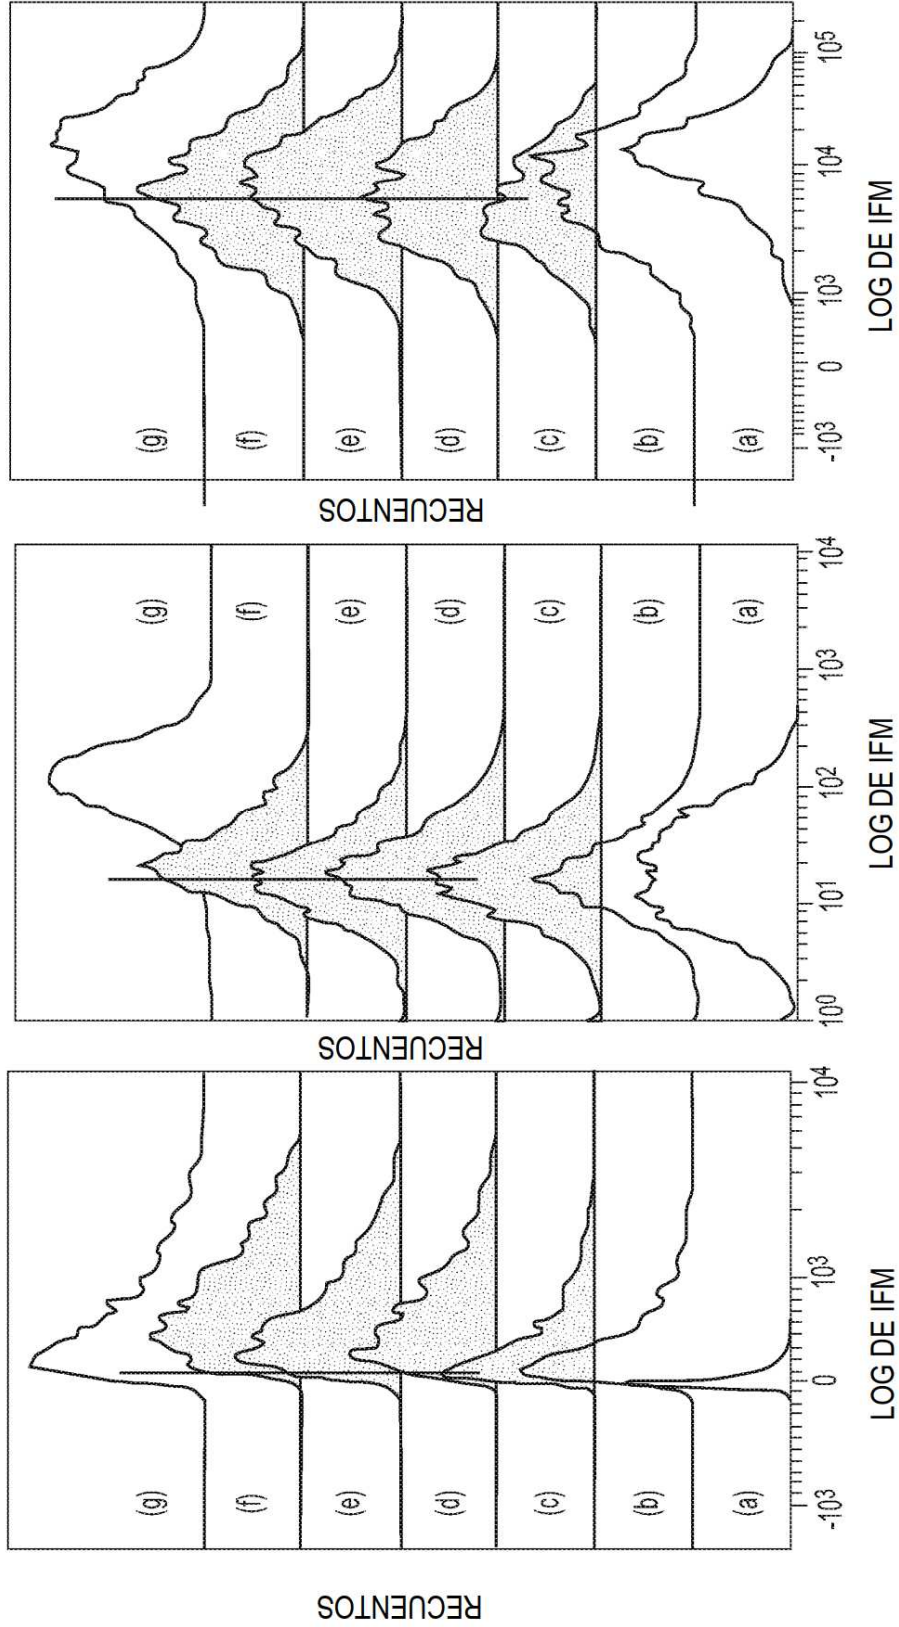 RECUENTOS
(g)
(f)
(e)
(d)
(c)
(b)
(a)
-10³ 0 10³ 10⁴
LOG DE IFM
RECUENTOS
(g)
(f)
(e)
(d)
(c)
(b)
(a)
10⁰ 10¹ 10² 10³ 10⁴
LOG DE IFM
RECUENTOS
(g)
(f)
(e)
(d)
(c)
(b)
(a)
-10³ 0 10³ 10⁴ 10⁵
LOG DE IFM